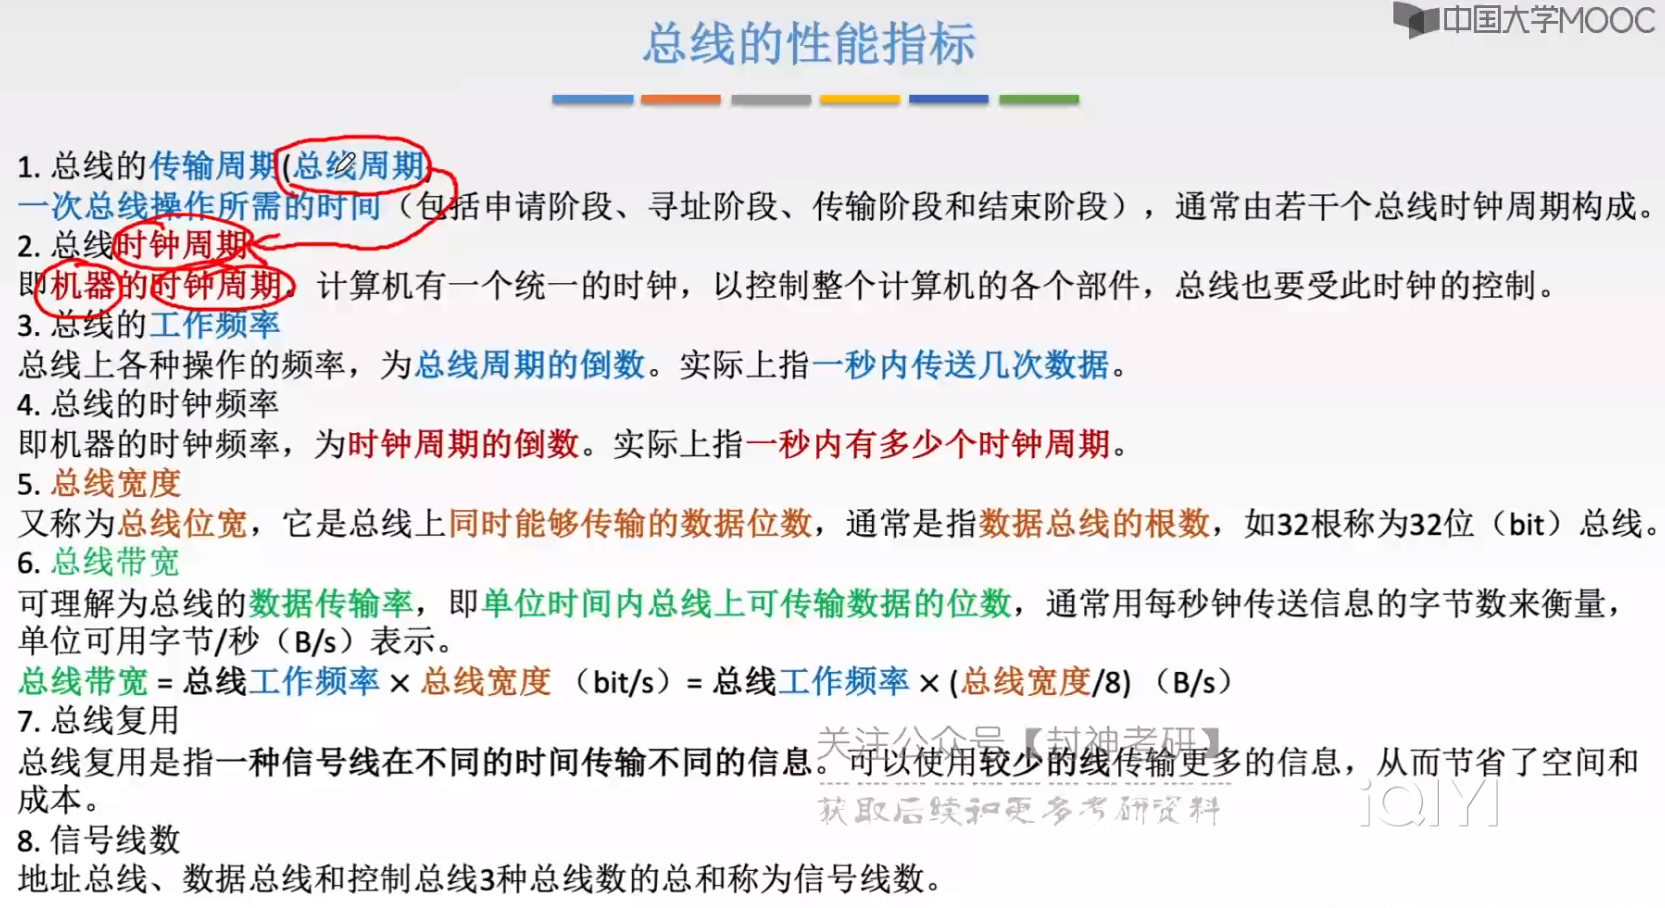 中国大学MOOC
总线的性能指标
1. 总线的传输周期(总线周期)
一次总线操作所需的时间（包括申请阶段、寻址阶段、传输阶段和结束阶段），通常由若干个总线时钟周期构成。
2. 总线时钟周期
即机器的时钟周期。计算机有一个统一的时钟，以控制整个计算机的各个部件，总线也要受此时钟的控制。
3. 总线的工作频率
总线上各种操作的频率，为总线周期的倒数。实际上指一秒内传送几次数据。
4. 总线的时钟频率
即机器的时钟频率，为时钟周期的倒数。实际上指一秒内有多少个时钟周期。
5. 总线宽度
又称为总线位宽，它是总线上同时能够传输的数据位数，通常是指数据总线的根数，如32根称为32位（bit）总线。
6. 总线带宽
可理解为总线的数据传输率，即单位时间内总线上可传输数据的位数，通常用每秒钟传送信息的字节数来衡量，
单位可用字节/秒（B/s）表示。
总线带宽 = 总线工作频率 × 总线宽度 （bit/s）= 总线工作频率 × (总线宽度/8) （B/s）
7. 总线复用
关注公众号【封神考研】
总线复用是指一种信号线在不同的时间传输不同的信息。可以使用较少的线传输更多的信息，从而节省了空间和
成本。
获取后续和更多考研资料
iQIYI
8. 信号线数
地址总线、数据总线和控制总线3种总线数的总和称为信号线数。